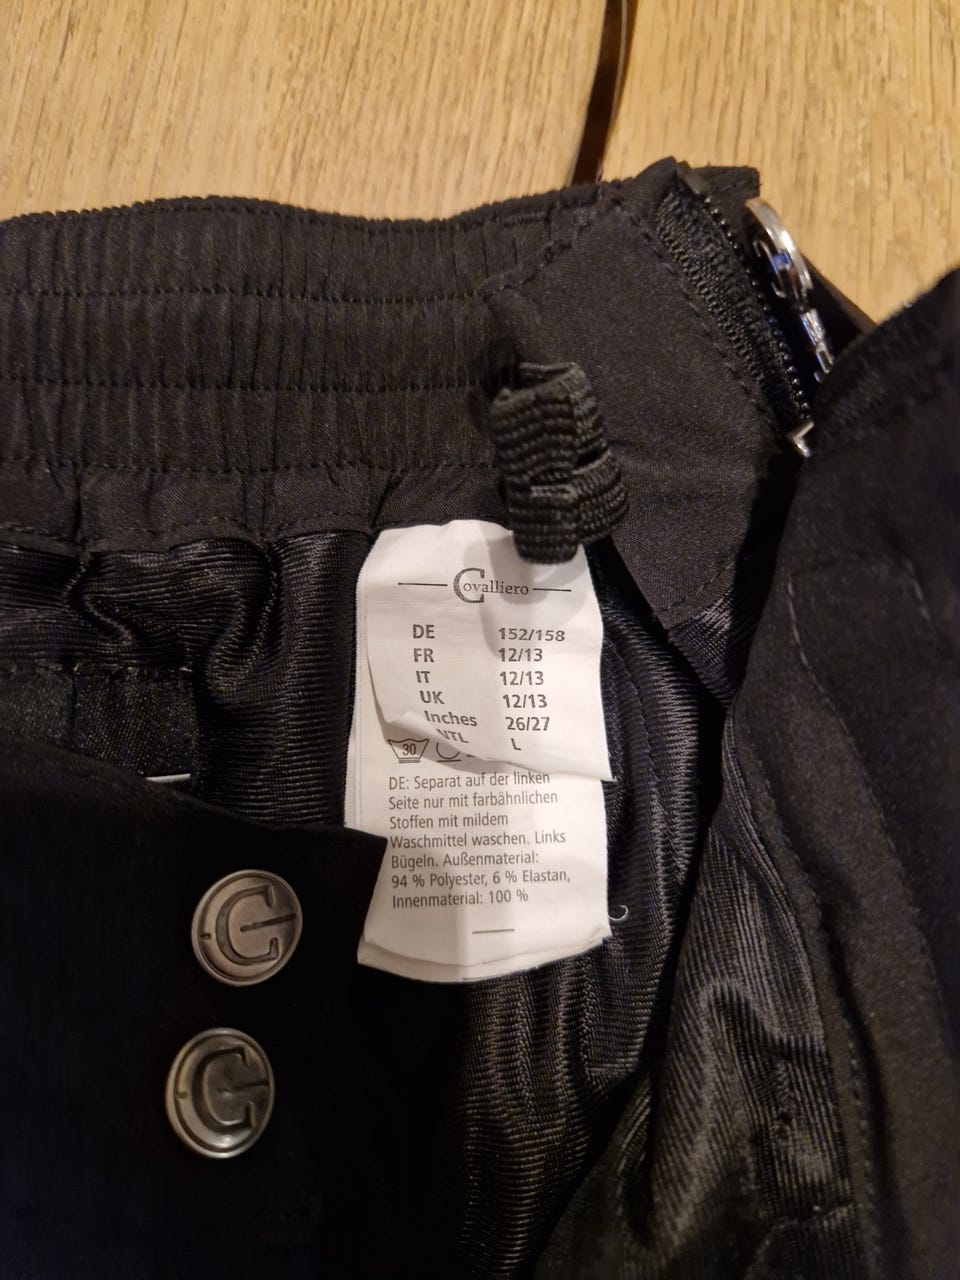 Covalliero
DE 152/158
FR 12/13
IT 12/13
UK 12/13
Inches 26/27
NTL L
30
DE: Separat auf der linken
Seite nur mit farbähnlichen
Stoffen mit mildem
Waschmittel waschen. Links
Bügeln. Außenmaterial:
94 % Polyester, 6 % Elastan,
Innenmaterial: 100 %
C
C